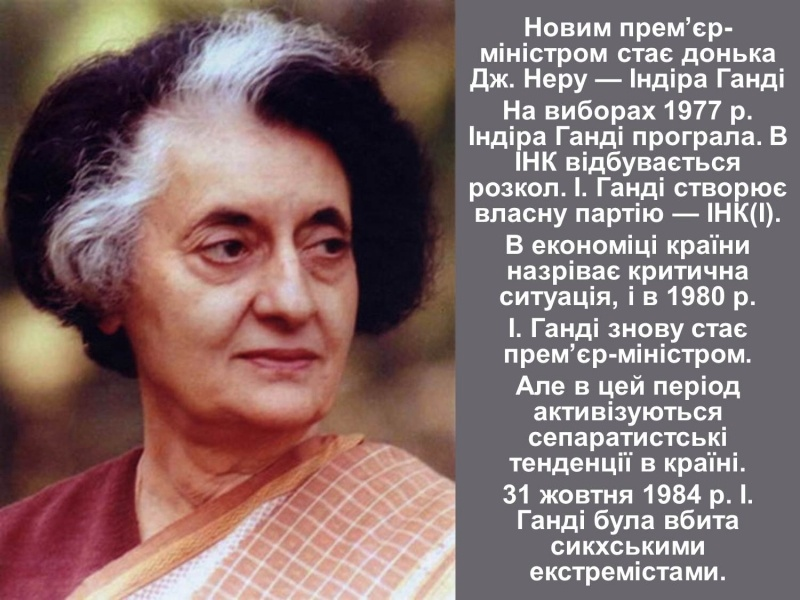 Новим прем’єр-
міністром стає донька
Дж. Неру — Індіра Ганді
На виборах 1977 р.
Індіра Ганді програла. В
ІНК відбувається
розкол. І. Ганді створює
власну партію — ІНК(І).
В економіці країни
назріває критична
ситуація, і в 1980 р.
І. Ганді знову стає
прем’єр-міністром.
Але в цей період
активізуються
сепаратистські
тенденції в країні.
31 жовтня 1984 р. І.
Ганді була вбита
сикхськими
екстремістами.